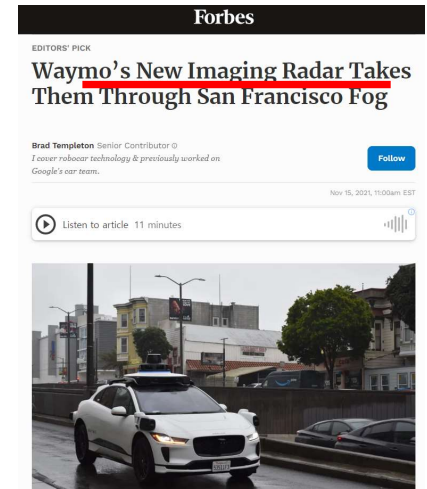 Forbes
EDITORS' PICK
Waymo's New Imaging Radar Takes
Them Through San Francisco Fog
Brad Templeton Senior Contributor
I cover robocar technology & previously worked on
Google's car team.
Follow
Nov 15, 2021, 11:00am EST
Listen to article 11 minutes